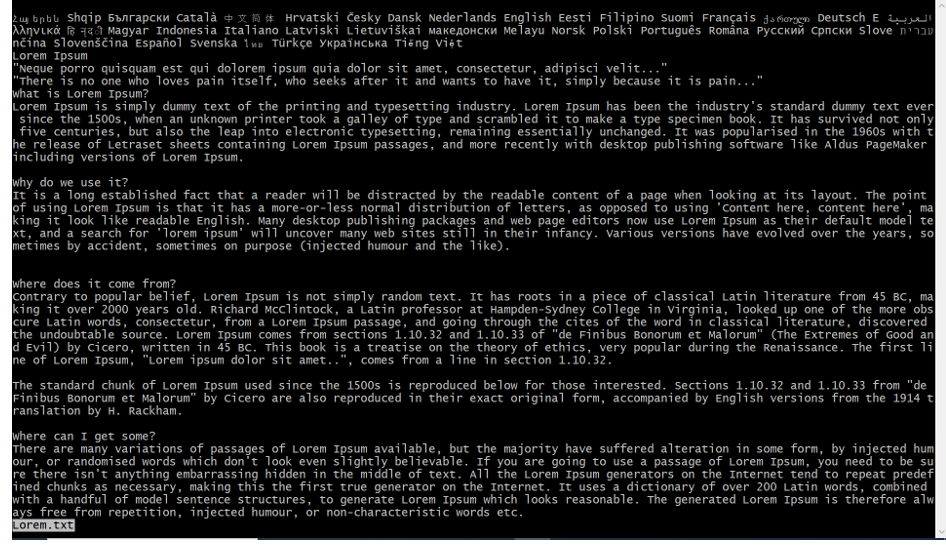 Հայերեն Shqip Български Català 中文简体 Hrvatski Česky Dansk Nederlands English Eesti Filipino Suomi Français ქართული Deutsch Ε العربية
λληνικά हिन्दी Magyar Indonesia Italiano Latviski Lietuviškai македонски Melayu Norsk Polski Português Româna Pyccкий Српски Slove עברית
nčina Slovenščina Español Svenska ไทย Türkçe Українська Tiếng Việt
Lorem Ipsum
"Neque porro quisquam est qui dolorem ipsum quia dolor sit amet, consectetur, adipisci velit..."
"There is no one who loves pain itself, who seeks after it and wants to have it, simply because it is pain..."
What is Lorem Ipsum?
Lorem Ipsum is simply dummy text of the printing and typesetting industry. Lorem Ipsum has been the industry's standard dummy text ever
since the 1500s, when an unknown printer took a galley of type and scrambled it to make a type specimen book. It has survived not only
five centuries, but also the leap into electronic typesetting, remaining essentially unchanged. It was popularised in the 1960s with t
he release of Letraset sheets containing Lorem Ipsum passages, and more recently with desktop publishing software like Aldus PageMaker
including versions of Lorem Ipsum.
Why do we use it?
It is a long established fact that a reader will be distracted by the readable content of a page when looking at its layout. The point
of using Lorem Ipsum is that it has a more-or-less normal distribution of letters, as opposed to using 'Content here, content here', ma
king it look like readable English. Many desktop publishing packages and web page editors now use Lorem Ipsum as their default model te
xt, and a search for 'lorem ipsum' will uncover many web sites still in their infancy. Various versions have evolved over the years, so
metimes by accident, sometimes on purpose (injected humour and the like).
Where does it come from?
Contrary to popular belief, Lorem Ipsum is not simply random text. It has roots in a piece of classical Latin literature from 45 BC, ma
king it over 2000 years old. Richard McClintock, a Latin professor at Hampden-Sydney College in Virginia, looked up one of the more obs
cure Latin words, consectetur, from a Lorem Ipsum passage, and going through the cites of the word in classical literature, discovered
the undoubtable source. Lorem Ipsum comes from sections 1.10.32 and 1.10.33 of "de Finibus Bonorum et Malorum" (The Extremes of Good an
d Evil) by Cicero, written in 45 BC. This book is a treatise on the theory of ethics, very popular during the Renaissance. The first li
ne of Lorem Ipsum, "Lorem ipsum dolor sit amet..", comes from a line in section 1.10.32.
The standard chunk of Lorem Ipsum used since the 1500s is reproduced below for those interested. Sections 1.10.32 and 1.10.33 from "de
Finibus Bonorum et Malorum" by Cicero are also reproduced in their exact original form, accompanied by English versions from the 1914 t
ranslation by H. Rackham.
Where can I get some?
There are many variations of passages of Lorem Ipsum available, but the majority have suffered alteration in some form, by injected hum
our, or randomised words which don't look even slightly believable. If you are going to use a passage of Lorem Ipsum, you need to be su
re there isn't anything embarrassing hidden in the middle of text. All the Lorem Ipsum generators on the Internet tend to repeat predef
ined chunks as necessary, making this the first true generator on the Internet. It uses a dictionary of over 200 Latin words, combined
with a handful of model sentence structures, to generate Lorem Ipsum which looks reasonable. The generated Lorem Ipsum is therefore alw
ays free from repetition, injected humour, or non-characteristic words etc.
Lorem.txt